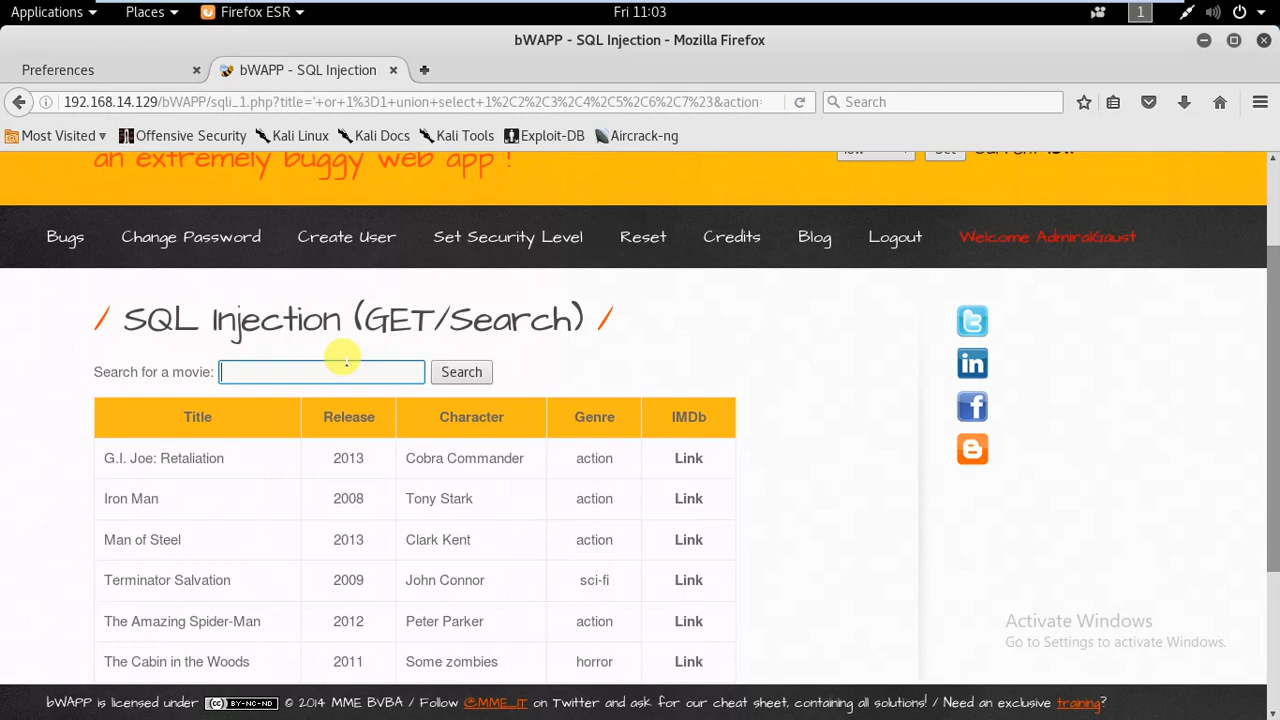 Applications Places Firefox ESR Fri 11:03 1
bWAPP - SQL Injection - Mozilla Firefox
Preferences bWAPP - SQL Injection
192.168.14.129/bWAPP/sqli_1.php?title='+or+1%3D1+union+select+1%2C2%2C3%2C4%2C5%2C6%2C7%23&action= Search
Most Visited Offensive Security Kali Linux Kali Docs Kali Tools Exploit-DB Aircrack-ng
an extremely buggy web app !
Bugs Change Password Create User Set Security Level Reset Credits Blog Logout Welcome AdmiralGaust
/ SQL Injection (GET/Search) /
Search for a movie: Search
Title Release Character Genre IMDb
G.I. Joe: Retaliation 2013 Cobra Commander action Link
Iron Man 2008 Tony Stark action Link
Man of Steel 2013 Clark Kent action Link
Terminator Salvation 2009 John Connor sci-fi Link
The Amazing Spider-Man 2012 Peter Parker action Link
The Cabin in the Woods 2011 Some zombies horror Link
Activate Windows
Go to Settings to activate Windows.
bWAPP is licensed under CC BY-NC-ND © 2014 MME BVBA / Follow @MME_IT on Twitter and ask for our cheat sheet, containing all solutions! / Need an exclusive training?